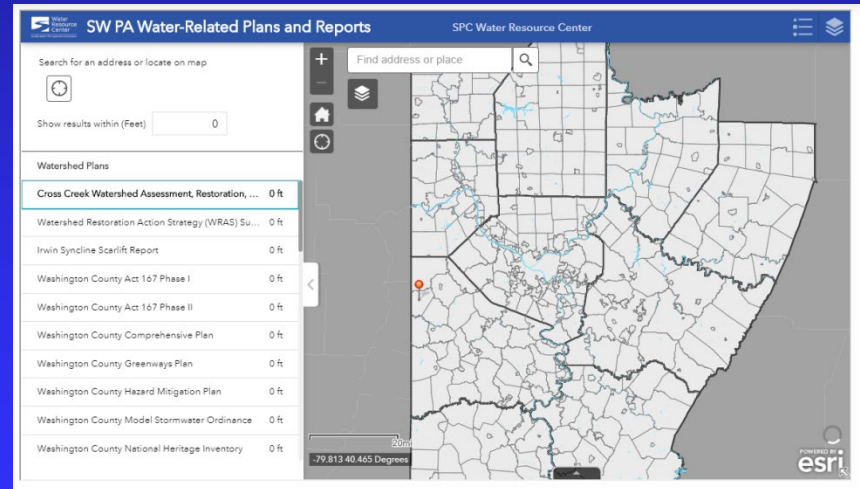 Water Resource Center
SW PA Water-Related Plans and Reports
SPC Water Resource Center
Search for an address or locate on map
Show results within (Feet) 0
Watershed Plans
Cross Creek Watershed Assessment, Restoration, ... 0 ft
Watershed Restoration Action Strategy (WRAS) Su... 0 ft
Irwin Syncline Scarlift Report 0 ft
Washington County Act 167 Phase I 0 ft
Washington County Act 167 Phase II 0 ft
Washington County Comprehensive Plan 0 ft
Washington County Greenways Plan 0 ft
Washington County Hazard Mitigation Plan 0 ft
Washington County Model Stormwater Ordinance 0 ft
Washington County National Heritage Inventory 0 ft
+
Find address or place
−
20mi
-79.813 40.465 Degrees
POWERED BY
esri